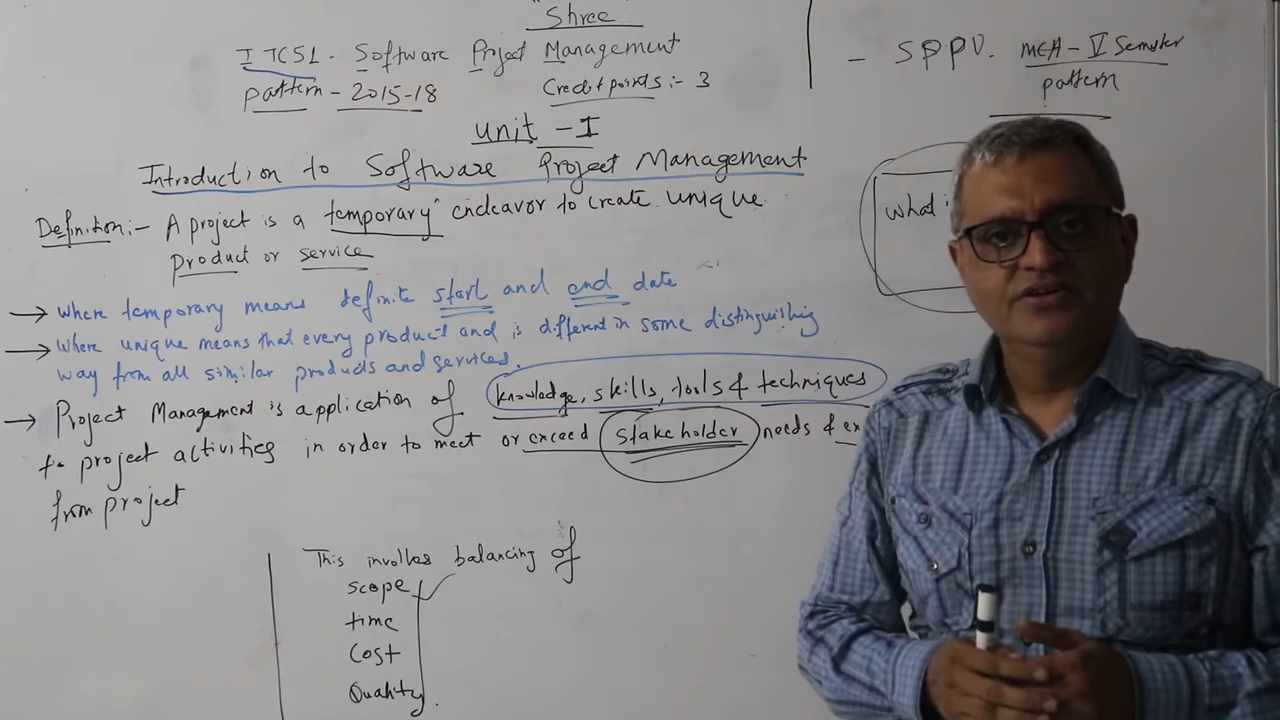 "Shree
ITCS1. Software Prject Management
pattern - 2015-18
Credit points :- 3
- SPPU. MCA - V Semster
pattern
unit - I
Introduction to Software Project Management
Definition :- A project is a "temporary" endeavor to create unique
product or service
what i
→ where temporary means definite start and end date
→ where unique means that every product and is different in some distinguishing
way from all similar products and services.
→ Project Management is application of knowledge, skills, tools & techniques
to project activities in order to meet or exceed stakeholder needs & ex
from project
This involves balancing of
scope
time
Cost
Quality.